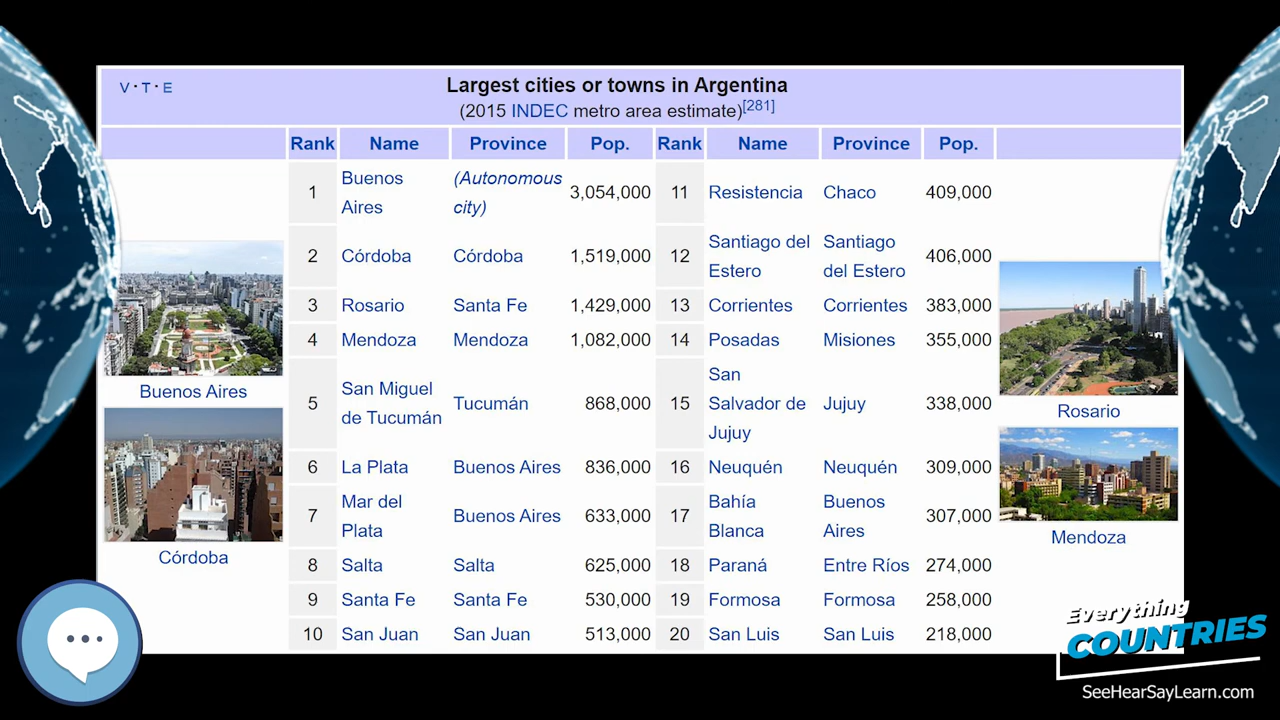 V · T · E
Largest cities or towns in Argentina
(2015 INDEC metro area estimate)[281]
Rank Name Province Pop. Rank Name Province Pop.
1 Buenos Aires (Autonomous city) 3,054,000 11 Resistencia Chaco 409,000
2 Córdoba Córdoba 1,519,000 12 Santiago del Estero Santiago del Estero 406,000
3 Rosario Santa Fe 1,429,000 13 Corrientes Corrientes 383,000
4 Mendoza Mendoza 1,082,000 14 Posadas Misiones 355,000
5 San Miguel de Tucumán Tucumán 868,000 15 San Salvador de Jujuy Jujuy 338,000
6 La Plata Buenos Aires 836,000 16 Neuquén Neuquén 309,000
7 Mar del Plata Buenos Aires 633,000 17 Bahía Blanca Buenos Aires 307,000
8 Salta Salta 625,000 18 Paraná Entre Ríos 274,000
9 Santa Fe Santa Fe 530,000 19 Formosa Formosa 258,000
10 San Juan San Juan 513,000 20 San Luis San Luis 218,000
Buenos Aires
Córdoba
Rosario
Mendoza
Everything
COUNTRIES
SeeHearSayLearn.com